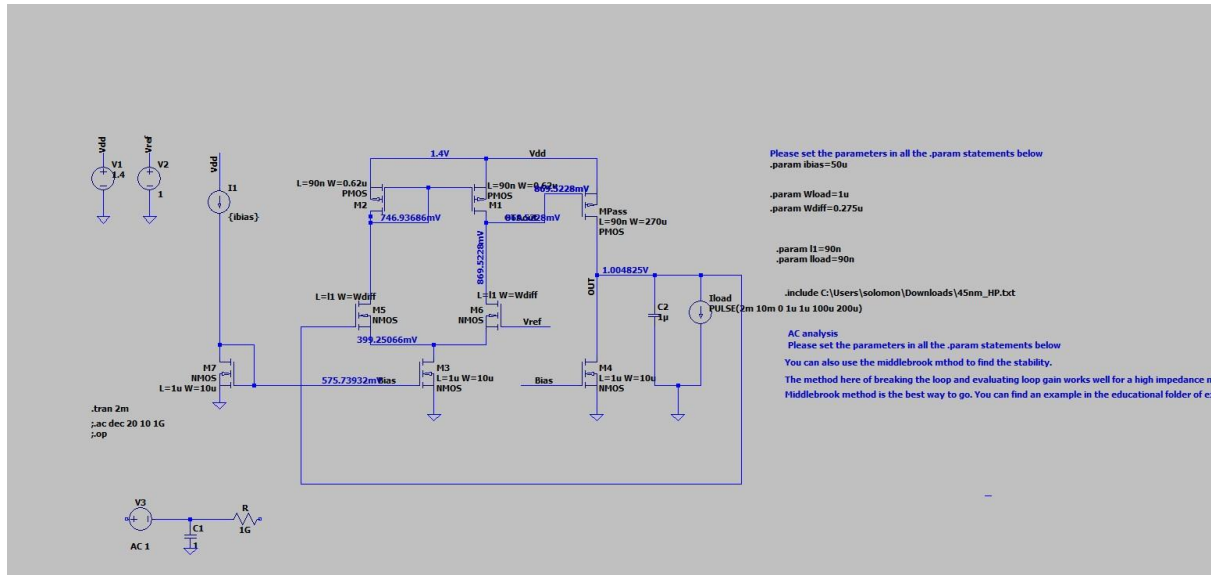 Vdd
V1
1.4
Vref
V2
1
Vdd
I1
{ibias}
1.4V
Vdd
L=90n W=0.62u
PMOS
M2
L=90n W=0.62u
PMOS
M1
869.5228mV
MPass
L=90n W=270u
PMOS
746.93686mV
869.5228mV
869.5228mV
OUT
1.004825V
L=l1 W=Wdiff
M5
NMOS
L=l1 W=Wdiff
M6
NMOS
Vref
C2
1µ
Iload
PULSE(2m 10m 0 1u 1u 100u 200u)
399.25066mV
M7
NMOS
L=1u W=10u
575.73932mV
Bias
M3
L=1u W=10u
NMOS
Bias
M4
L=1u W=10u
NMOS
.tran 2m
;.ac dec 20 10 1G
;.op
V3
AC 1
C1
1
R
1G
Please set the parameters in all the .param statements below
.param ibias=50u
.param Wload=1u
.param Wdiff=0.275u
.param l1=90n
.param lload=90n
.include C:\Users\solomon\Downloads\45nm_HP.txt
AC analysis
Please set the parameters in all the .param statements below
You can also use the middlebrook mthod to find the stability.
The method here of breaking the loop and evaluating loop gain works well for a high impedance
Middlebrook method is the best way to go. You can find an example in the educational folder of